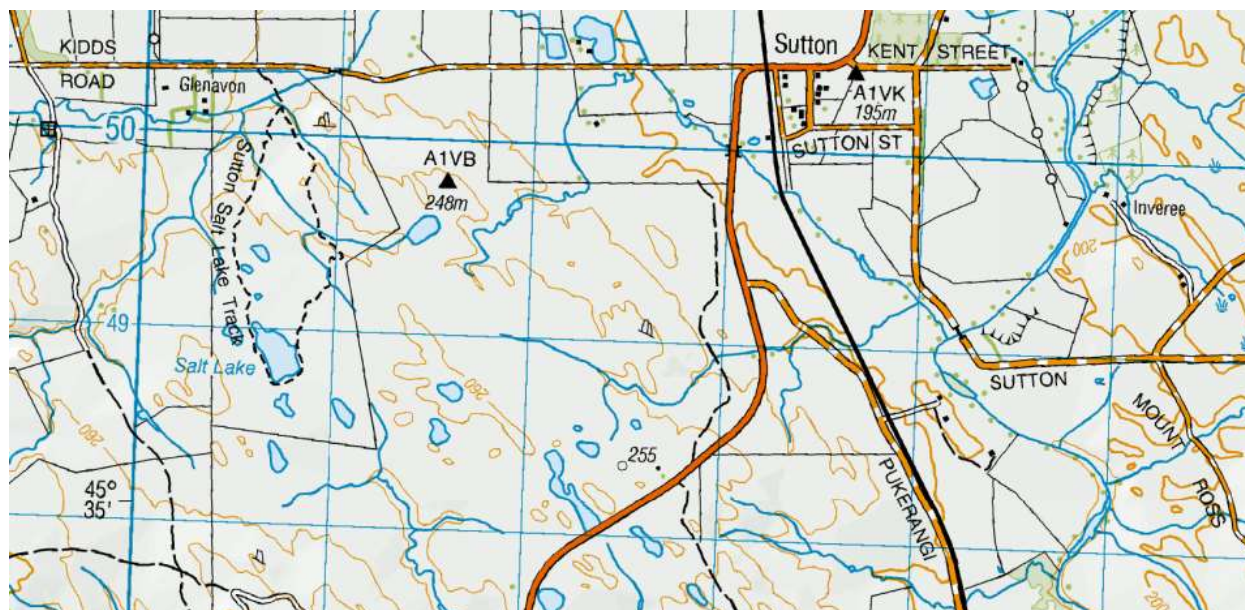 KIDDS
ROAD
Glenavon
Sutton
KENT STREET
A1VK
195m
50
SUTTON ST
A1VB
248m
Inveree
200
Sutton Salt Lake Track
49
Salt Lake
SUTTON
260
260
255
MOUNT
ROSS
PUKERANGI
45°
35'